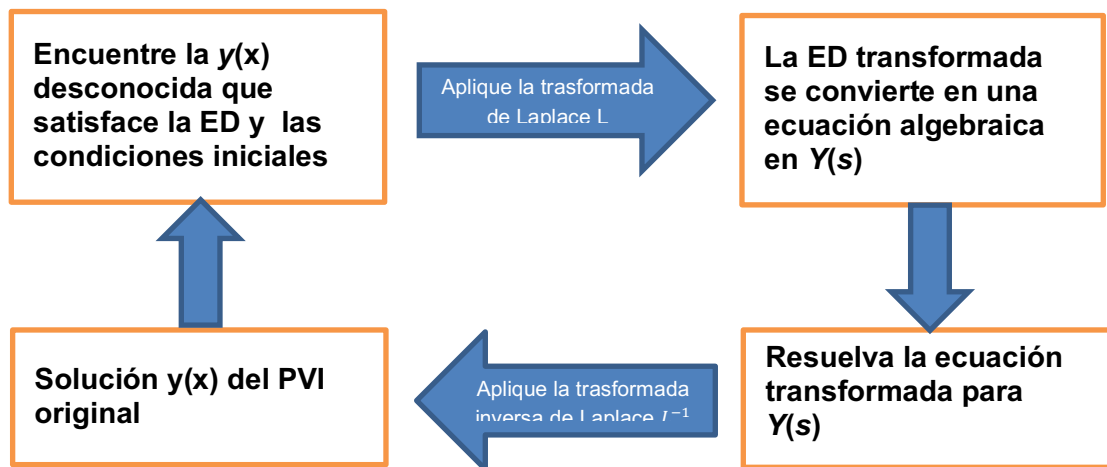 Encuentre la y(x)
desconocida que
satisface la ED y las
condiciones iniciales
Aplique la trasformada
de Laplace L
La ED transformada
se convierte en una
ecuación algebraica
en Y(s)
Solución y(x) del PVI
original
Aplique la trasformada
inversa de Laplace L⁻¹
Resuelva la ecuación
transformada para
Y(s)